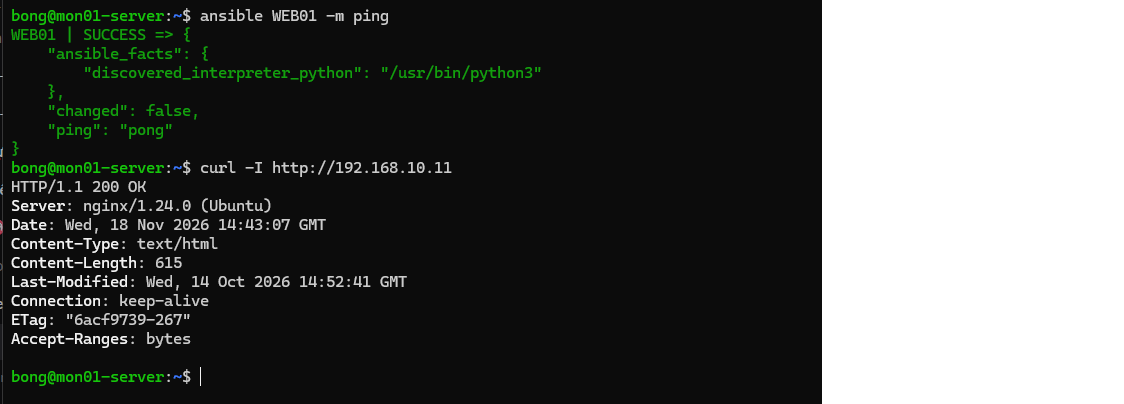 bong@mon01-server:~$ ansible WEB01 -m ping
WEB01 | SUCCESS => {
    "ansible_facts": {
        "discovered_interpreter_python": "/usr/bin/python3"
    },
    "changed": false,
    "ping": "pong"
}
bong@mon01-server:~$ curl -I http://192.168.10.11
HTTP/1.1 200 OK
Server: nginx/1.24.0 (Ubuntu)
Date: Wed, 18 Nov 2026 14:43:07 GMT
Content-Type: text/html
Content-Length: 615
Last-Modified: Wed, 14 Oct 2026 14:52:41 GMT
Connection: keep-alive
ETag: "6acf9739-267"
Accept-Ranges: bytes

bong@mon01-server:~$